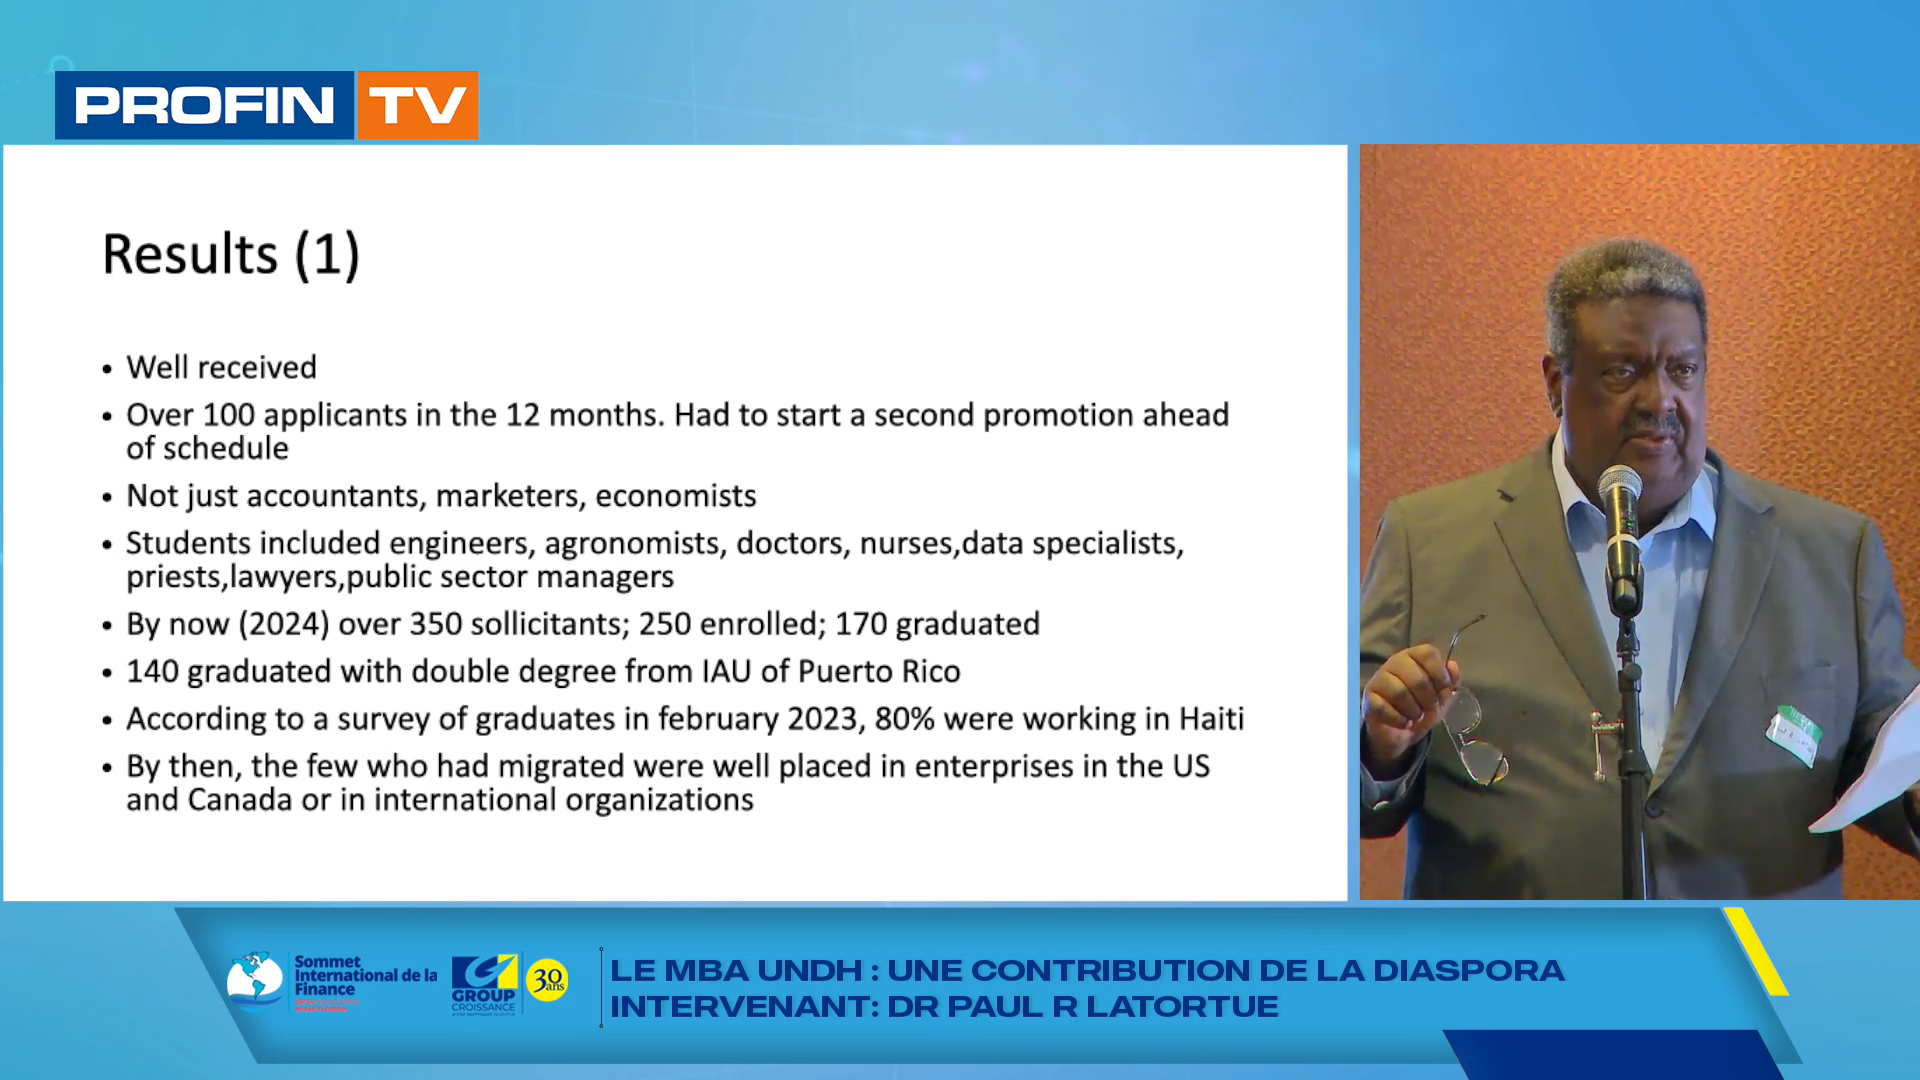 PROFIN TV
Results (1)
• Well received
• Over 100 applicants in the 12 months. Had to start a second promotion ahead
of schedule
• Not just accountants, marketers, economists
• Students included engineers, agronomists, doctors, nurses,data specialists,
priests,lawyers,public sector managers
• By now (2024) over 350 sollicitants; 250 enrolled; 170 graduated
• 140 graduated with double degree from IAU of Puerto Rico
• According to a survey of graduates in february 2023, 80% were working in Haiti
• By then, the few who had migrated were well placed in enterprises in the US
and Canada or in international organizations
Sommet
International de la
Finance
GROUP
CROISSANCE
30
ans
LE MBA UNDH : UNE CONTRIBUTION DE LA DIASPORA
INTERVENANT: DR PAUL R LATORTUE